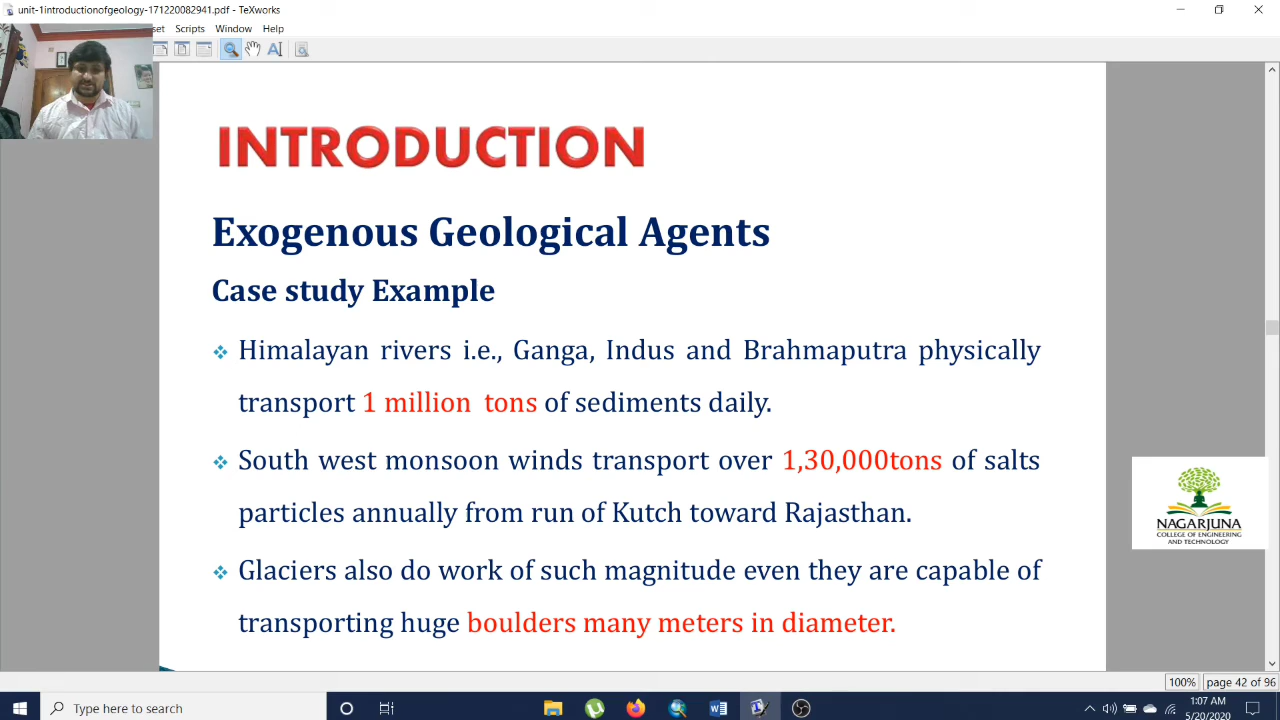 unit-1introductionofgeology-171220082941.pdf - TeXworks
set Scripts Window Help
INTRODUCTION
Exogenous Geological Agents
Case study Example
Himalayan rivers i.e., Ganga, Indus and Brahmaputra physically
transport 1 million tons of sediments daily.
South west monsoon winds transport over 1,30,000tons of salts
particles annually from run of Kutch toward Rajasthan.
Glaciers also do work of such magnitude even they are capable of
transporting huge boulders many meters in diameter.
NAGARJUNA
COLLEGE OF ENGINEERING
AND TECHNOLOGY
100% page 42 of 96
Type here to search
1:07 AM
5/20/2020